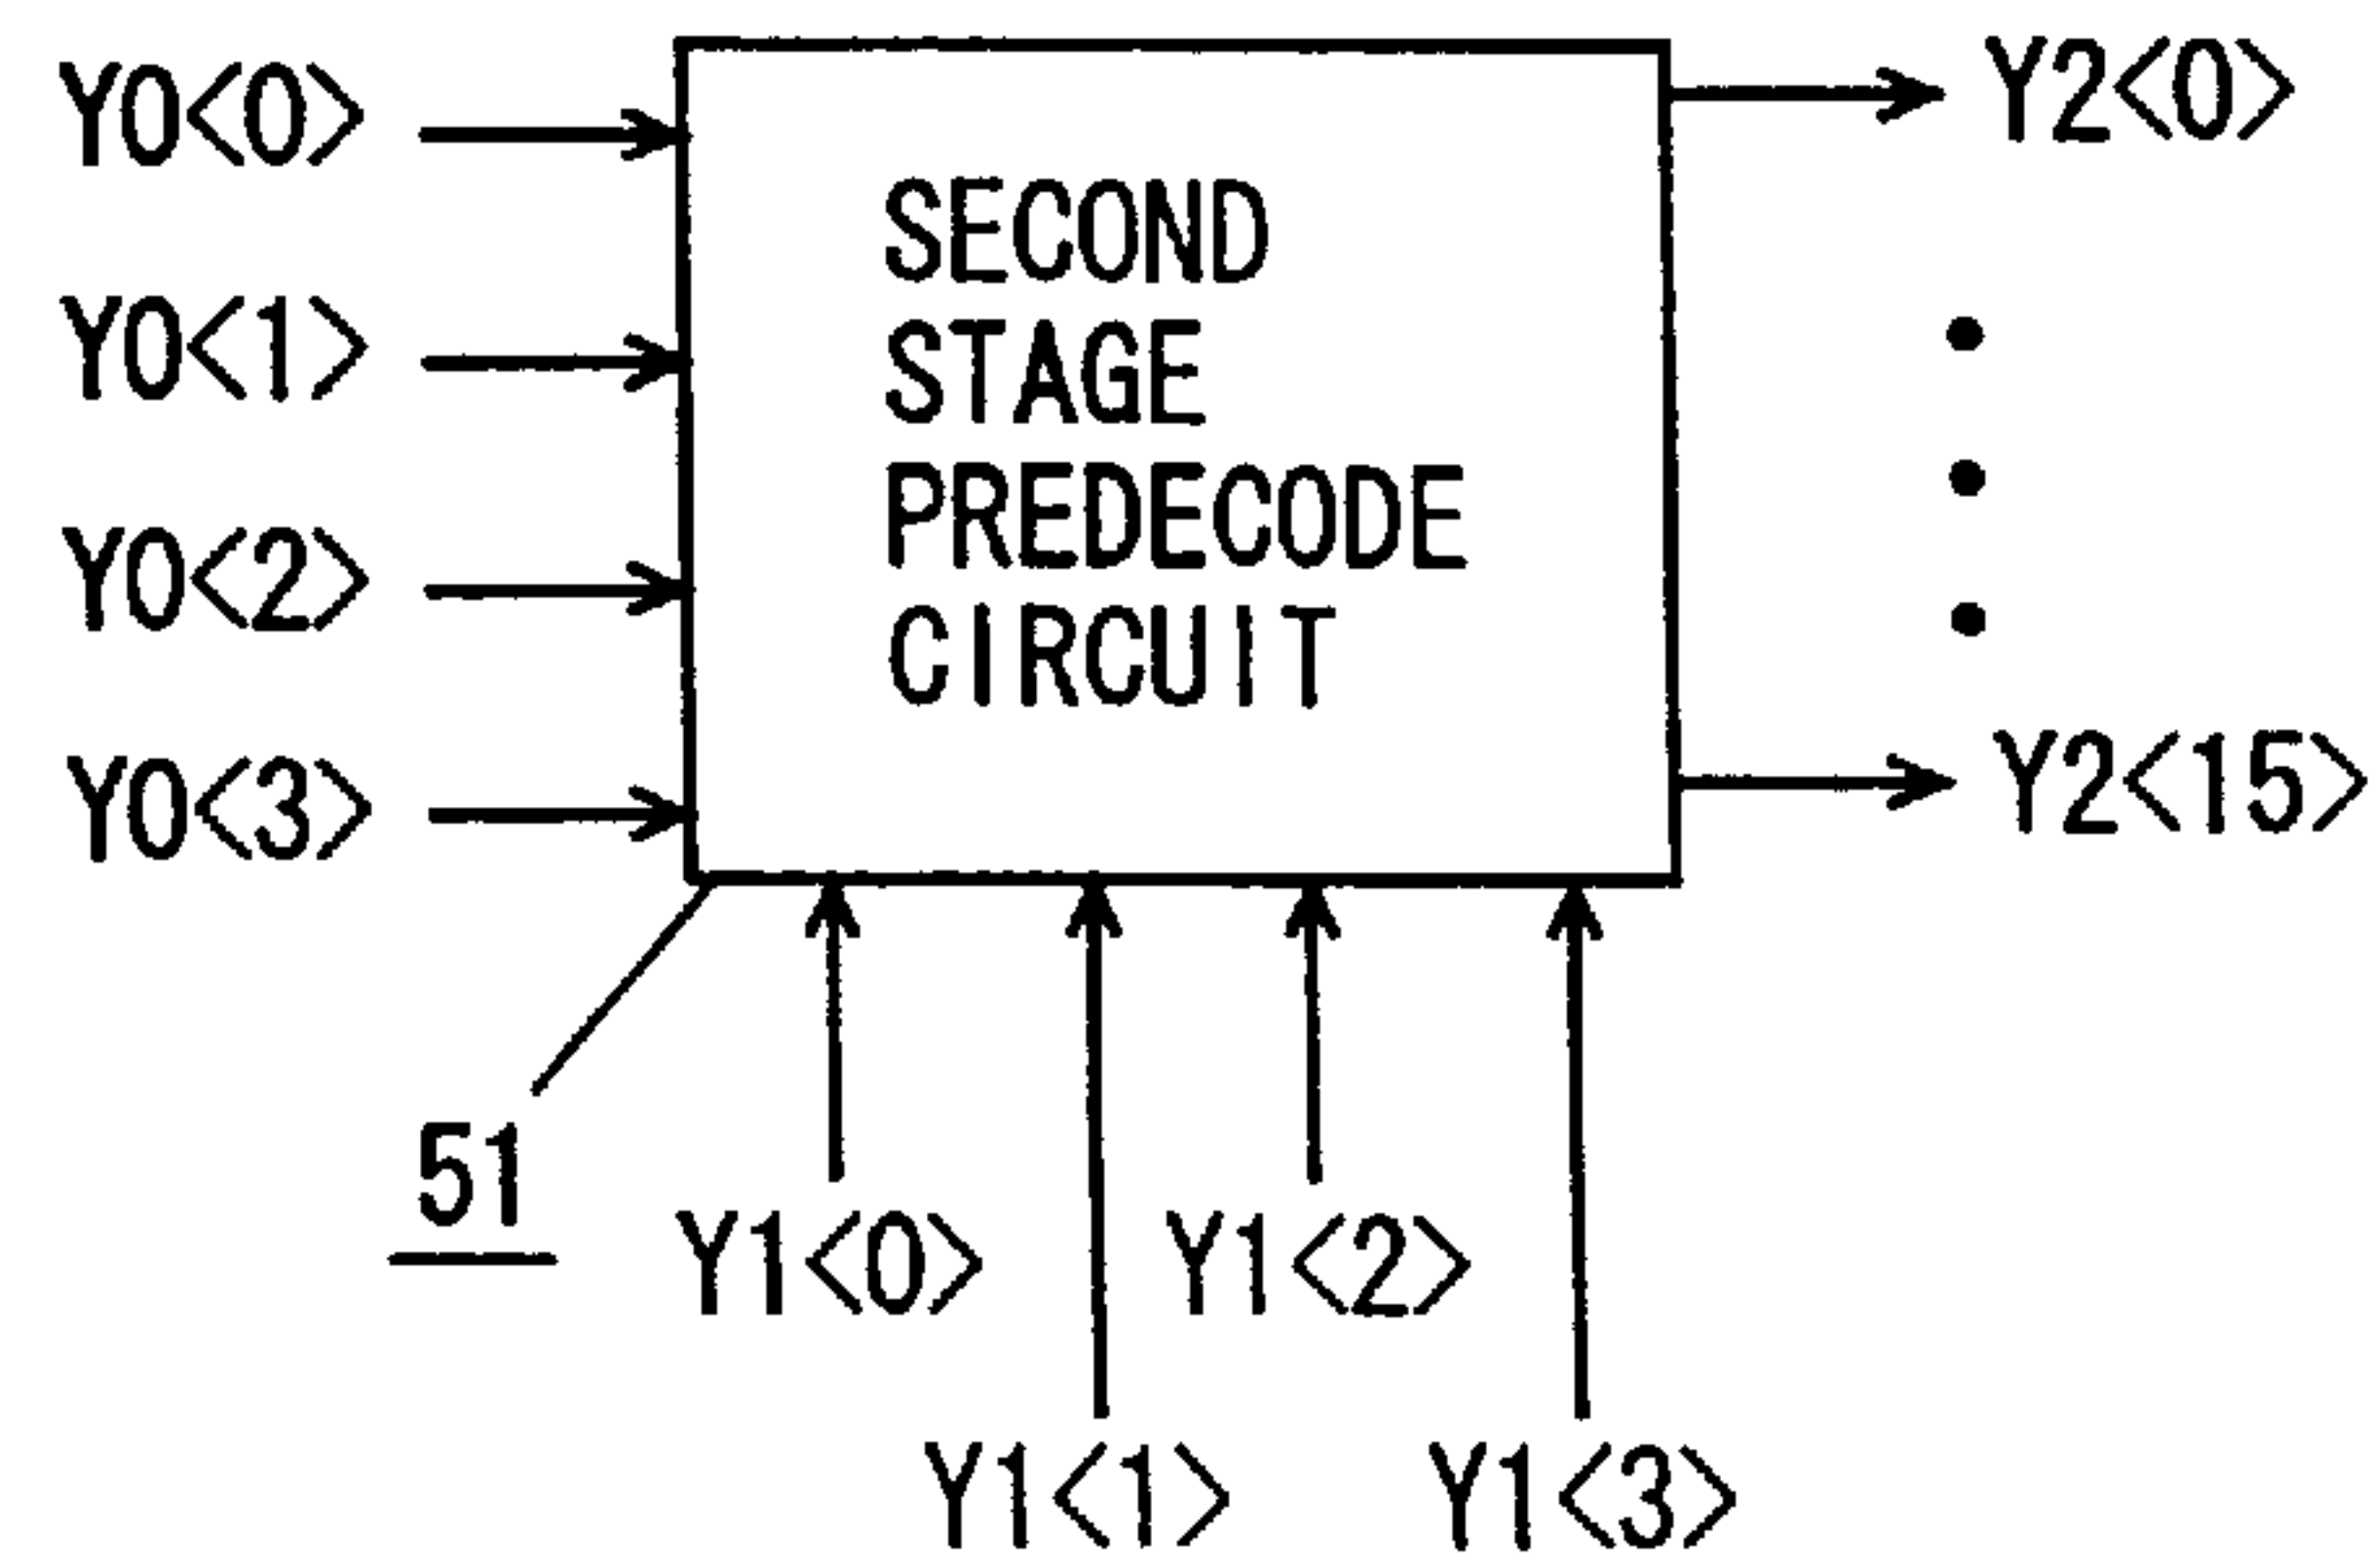 Y0<0>
Y2<0>
SECOND
STAGE
PREDECODE
CIRCUIT
Y0<1>
Y0<2>
Y0<3>
Y2<15>
51
Y1<0>
Y1<2>
Y1<1>
Y1<3>